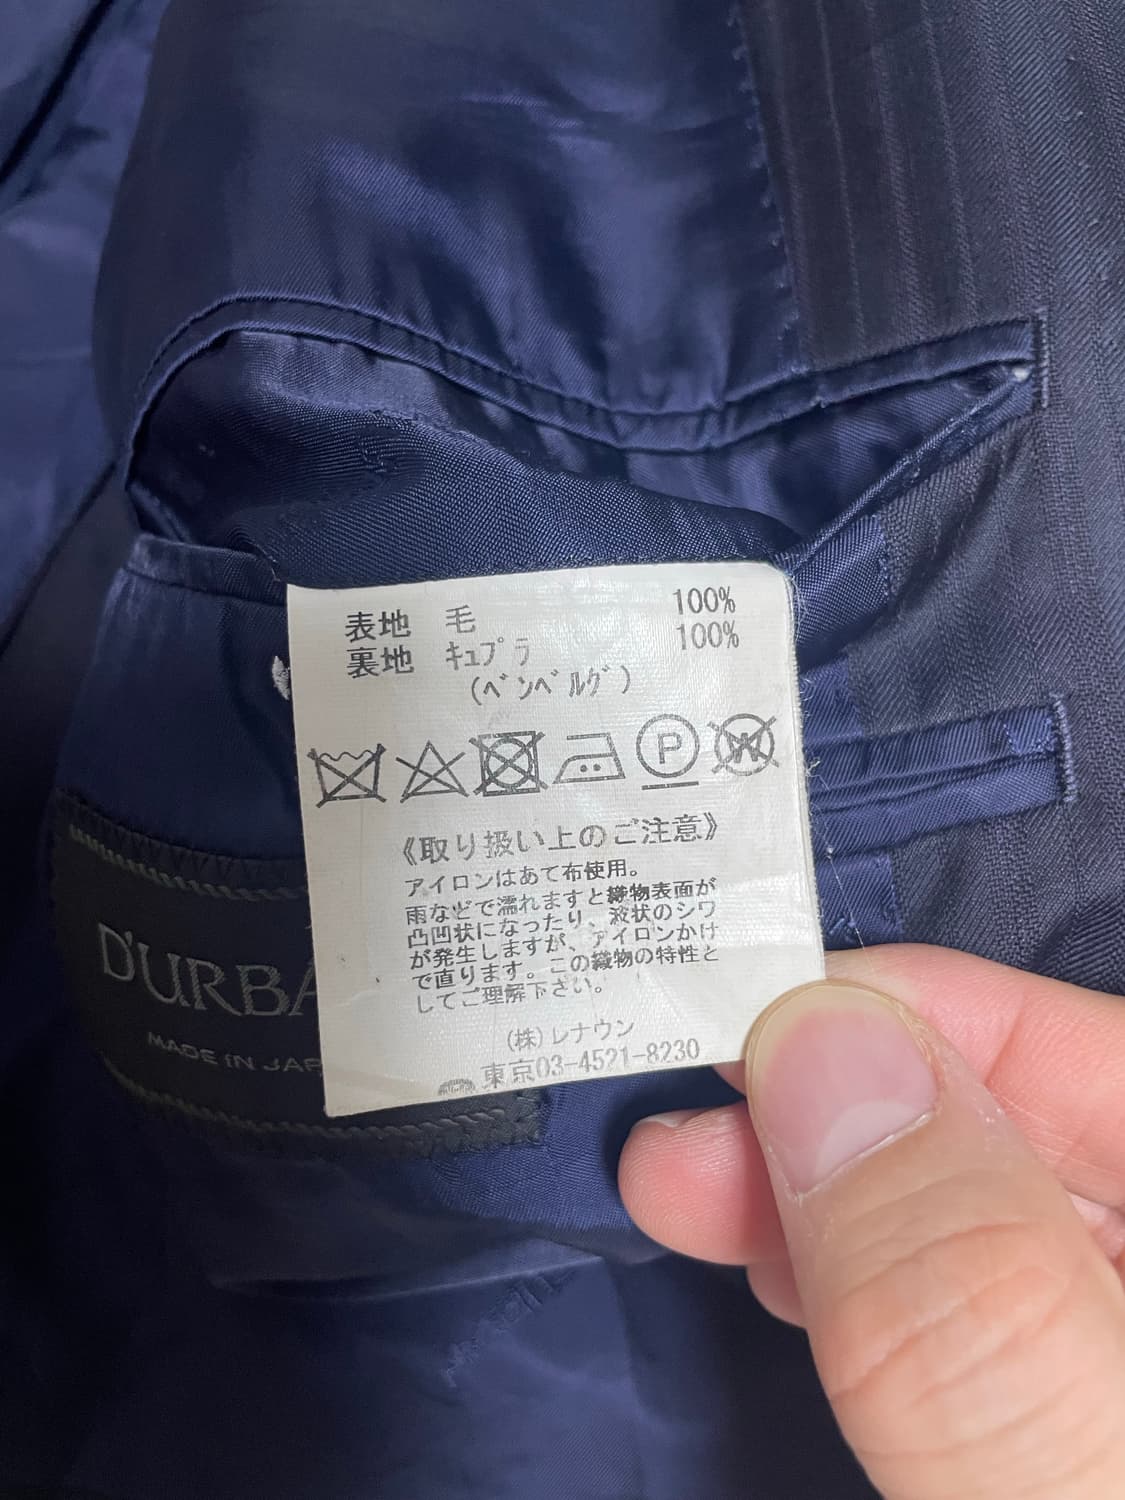 表地 毛 100%
裏地 キュプラ 100%
(ベンベルグ)
P
W
《取り扱い上のご注意》
アイロンはあて布使用。
雨などで濡れますと織物表面が
凸凹状になったり、波状のシワ
が発生しますが、アイロンかけ
で直ります。この織物の特性と
してご理解下さい。
(株)レナウン
東京03-4521-8230
D'URBA
MADE IN JAP